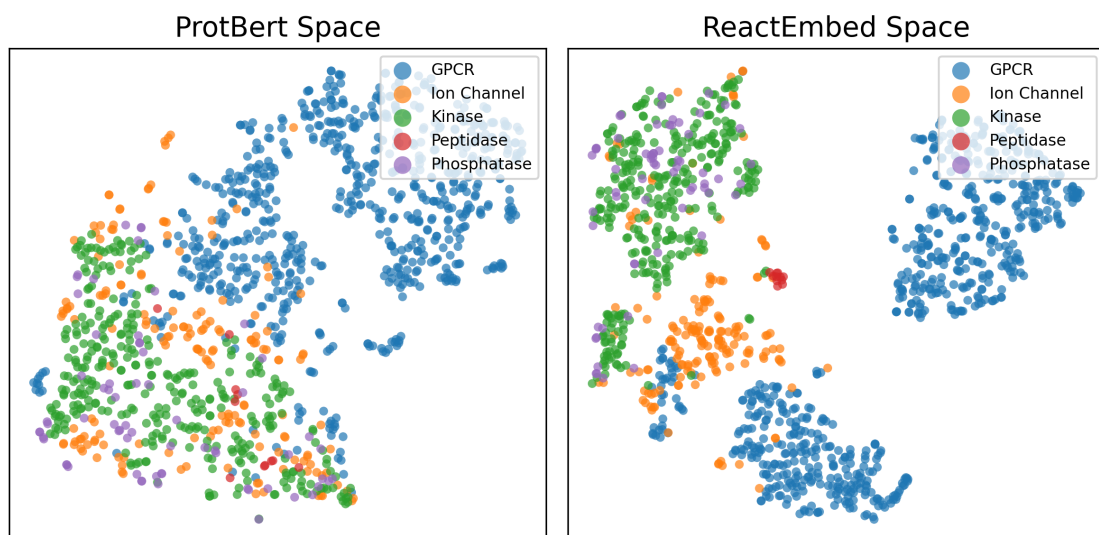 ProtBert Space
GPCR
Ion Channel
Kinase
Peptidase
Phosphatase
ReactEmbed Space
GPCR
Ion Channel
Kinase
Peptidase
Phosphatase